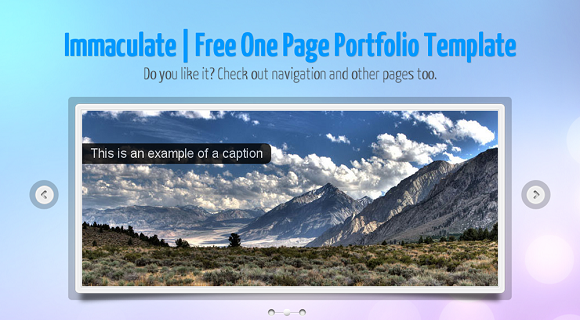 Immaculate | Free One Page Portfolio Template
Do you like it? Check out navigation and other pages too.
This is an example of a caption